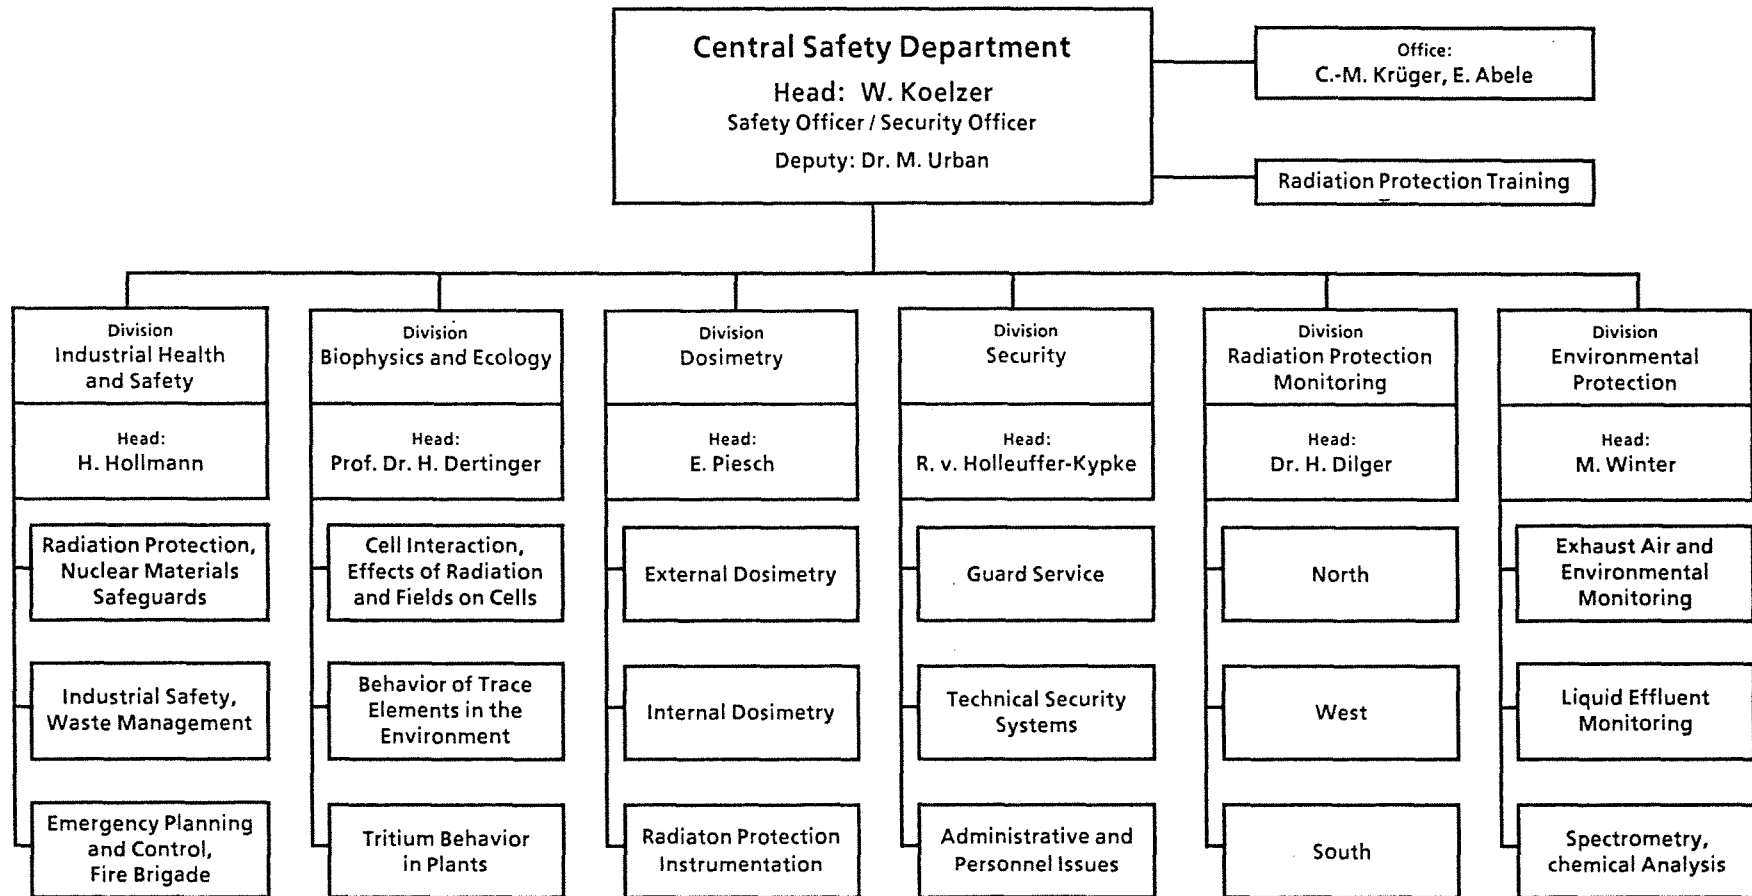 Central Safety Department
Head: W. Koelzer
Safety Officer / Security Officer
Deputy: Dr. M. Urban
Office:
C.-M. Krüger, E. Abele
Radiation Protection Training
Division
Industrial Health
and Safety
Head:
H. Hollmann
Radiation Protection,
Nuclear Materials
Safeguards
Industrial Safety,
Waste Management
Emergency Planning
and Control,
Fire Brigade
Division
Biophysics and Ecology
Head:
Prof. Dr. H. Dertinger
Cell Interaction,
Effects of Radiation
and Fields on Cells
Behavior of Trace
Elements in the
Environment
Tritium Behavior
in Plants
Division
Dosimetry
Head:
E. Piesch
External Dosimetry
Internal Dosimetry
Radiaton Protection
Instrumentation
Division
Security
Head:
R. v. Holleuffer-Kypke
Guard Service
Technical Security
Systems
Administrative and
Personnel Issues
Division
Radiation Protection
Monitoring
Head:
Dr. H. Dilger
North
West
South
Division
Environmental
Protection
Head:
M. Winter
Exhaust Air and
Environmental
Monitoring
Liquid Effluent
Monitoring
Spectrometry,
chemical Analysis